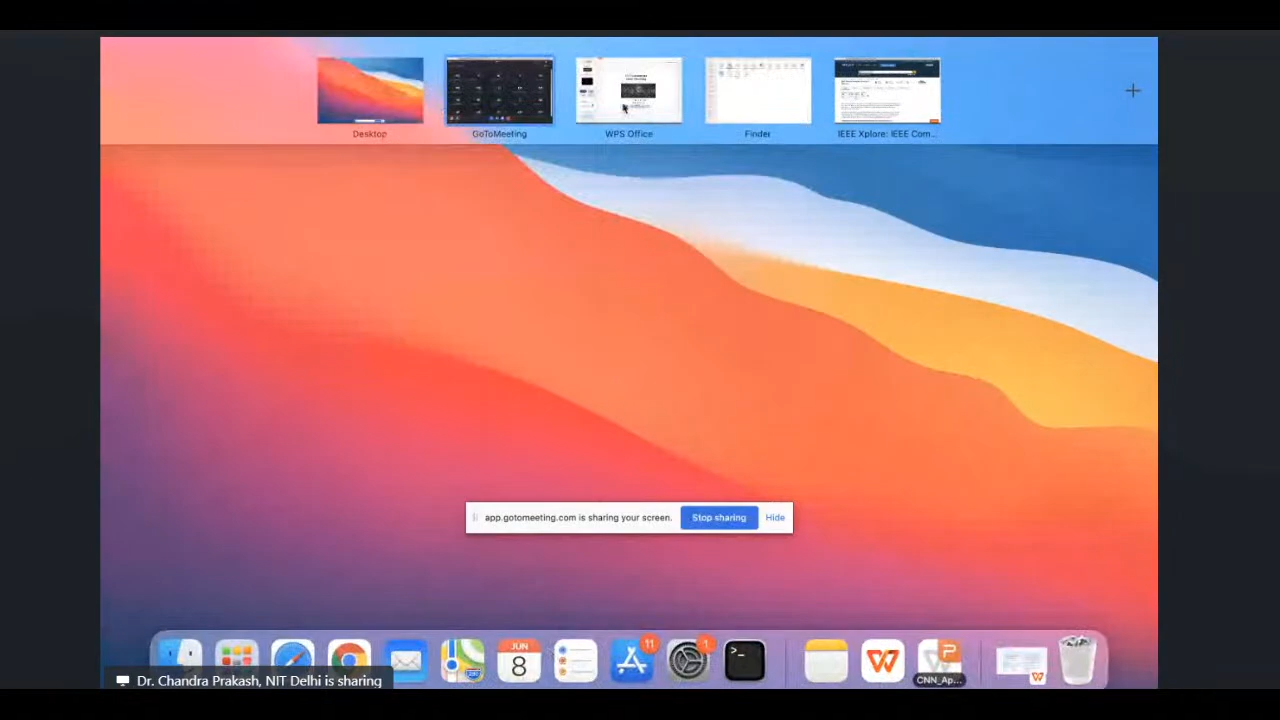 Desktop
GoToMeeting
WPS Office
Finder
IEEE Xplore: IEEE Com...
app.gotomeeting.com is sharing your screen.
Stop sharing
Hide
JUN
8
11
1
>_
CNN_Ap...
Dr. Chandra Prakash, NIT Delhi is sharing